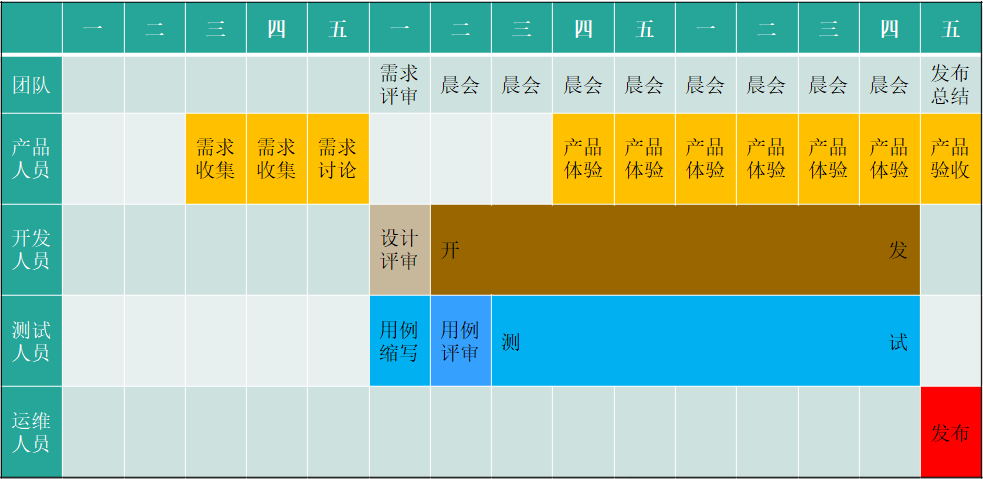 一 二 三 四 五 一 二 三 四 五 一 二 三 四 五
团队
需求
评审
晨会 晨会 晨会 晨会 晨会 晨会 晨会 晨会
发布
总结
产品
人员
需求
收集
需求
收集
需求
讨论
产品
体验
产品
体验
产品
体验
产品
体验
产品
体验
产品
体验
产品
验收
开发
人员
设计
评审
开 发
测试
人员
用例
缩写
用例
评审
测 试
运维
人员
发布